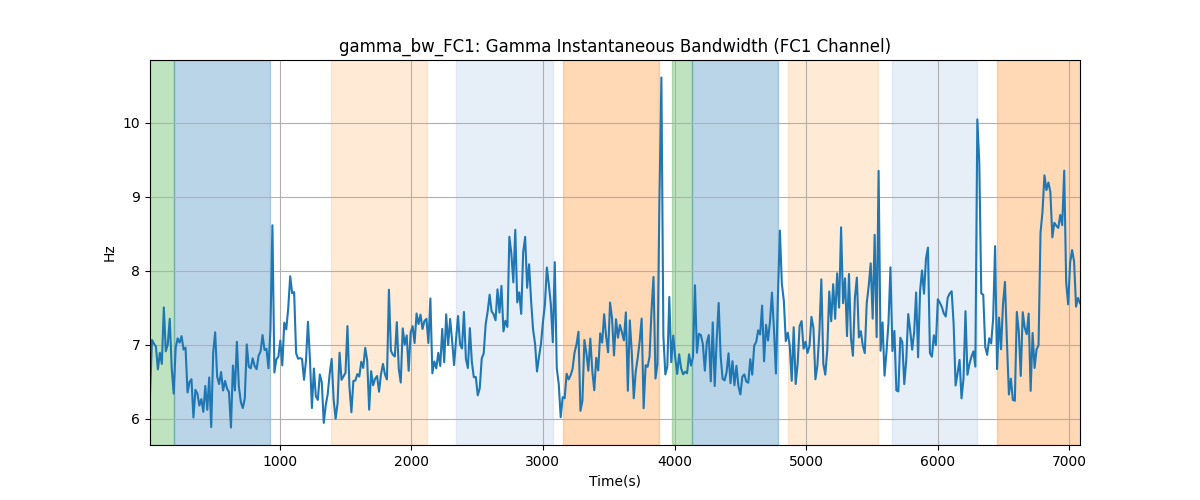 gamma_bw_FC1: Gamma Instantaneous Bandwidth (FC1 Channel)
10
9
8
7
6
Hz
1000 2000 3000 4000 5000 6000 7000
Time(s)